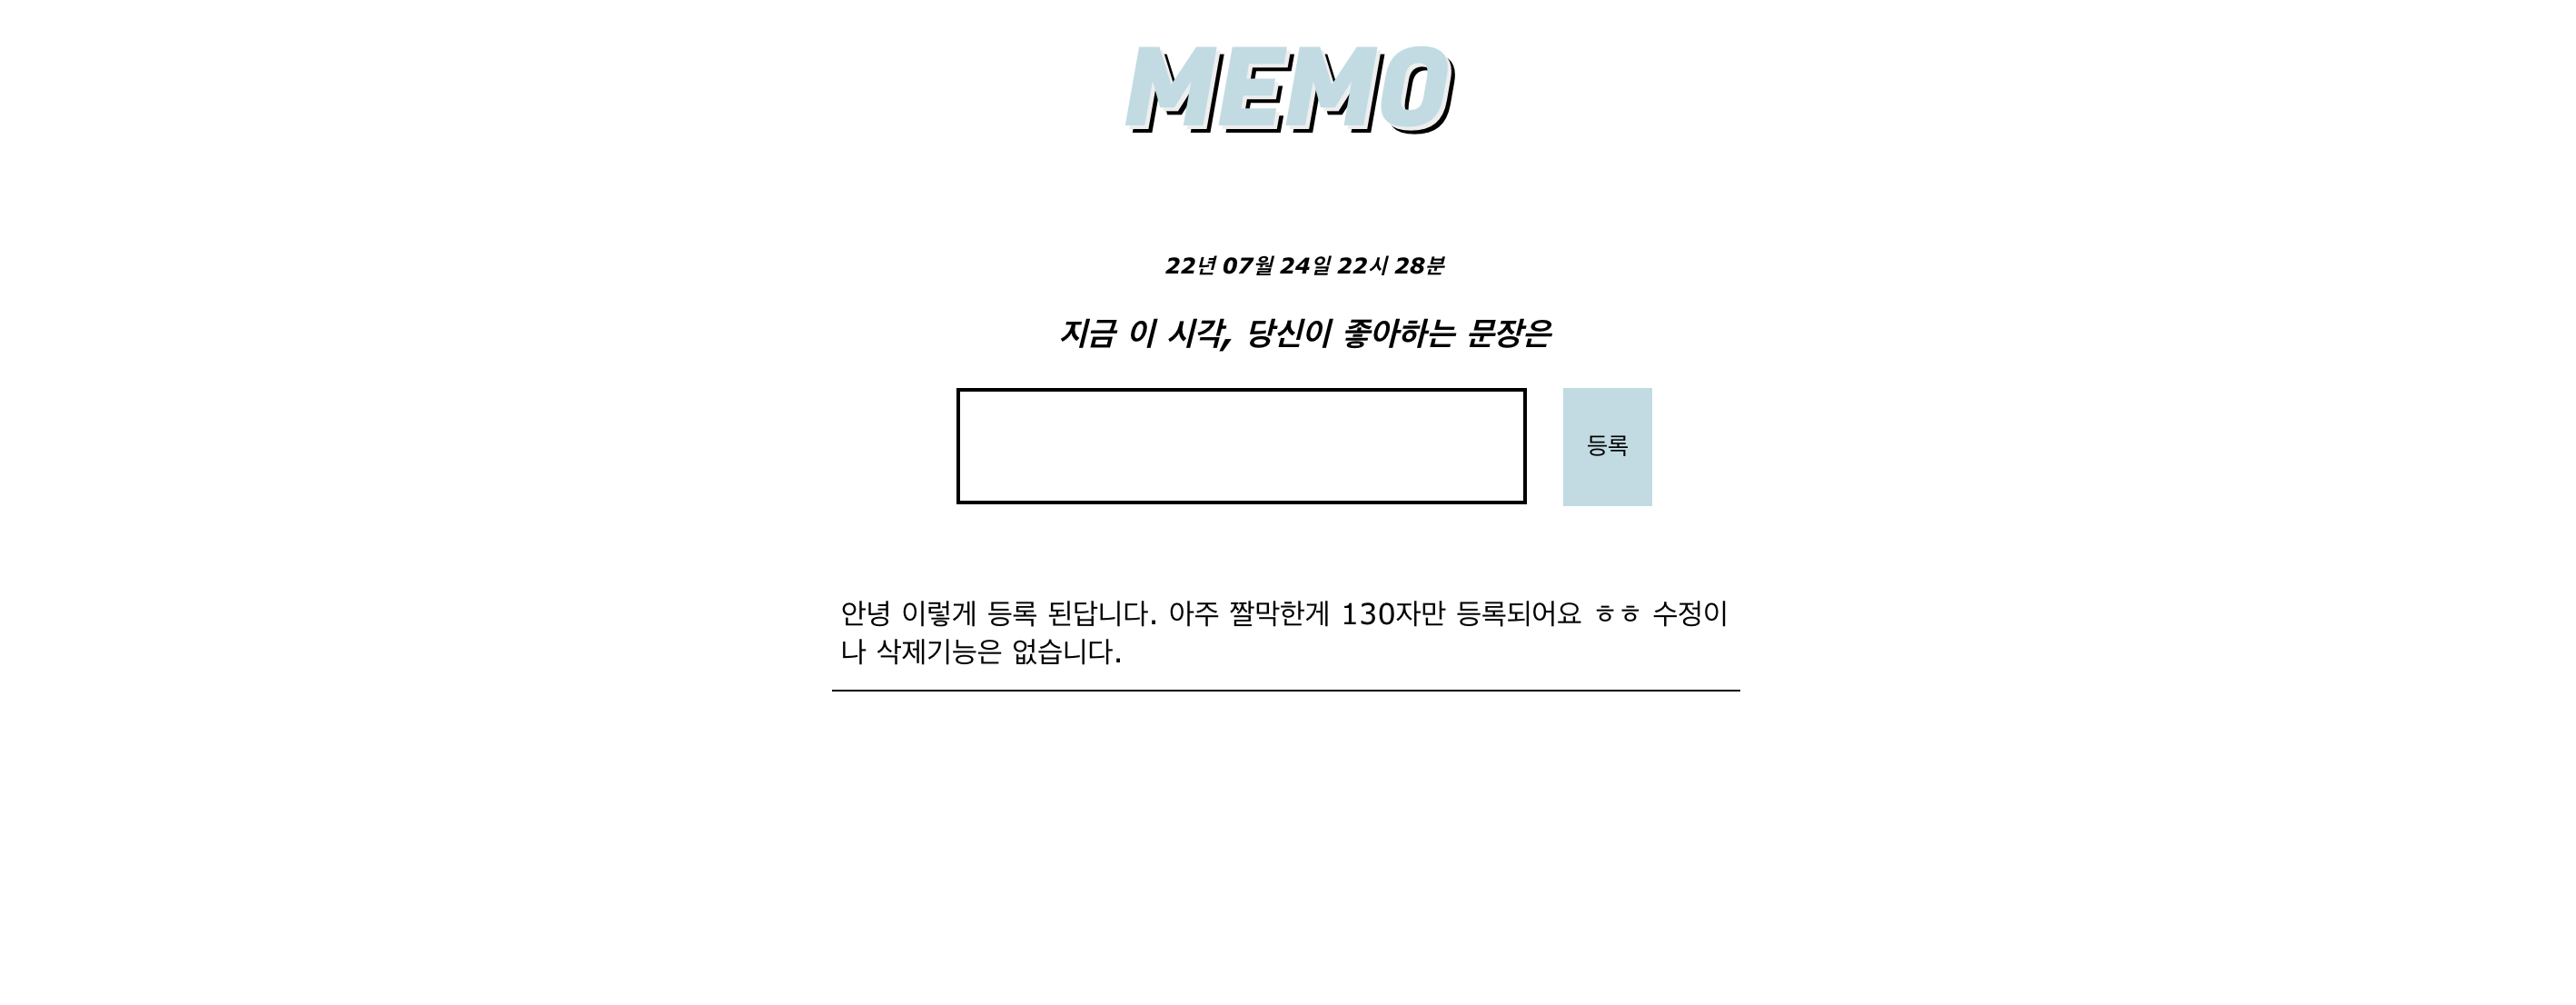 MEMO
22년 07월 24일 22시 28분
지금 이 시각, 당신이 좋아하는 문장은
등록
안녕 이렇게 등록 된답니다. 아주 짤막한게 130자만 등록되어요 ㅎㅎ 수정이
나 삭제기능은 없습니다.